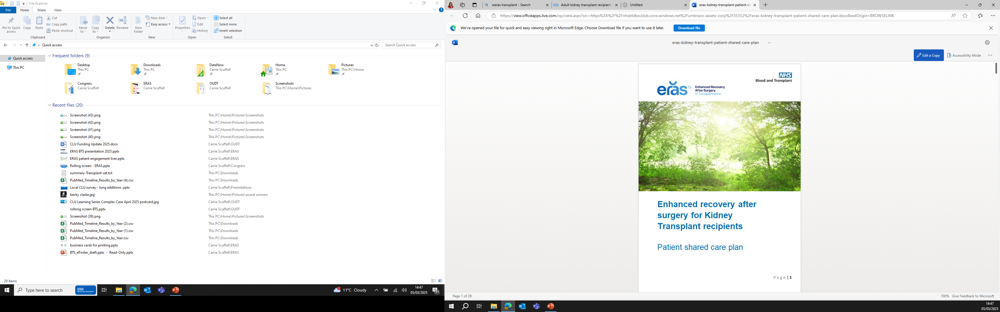 File Explorer
File
Home
Share
View
Pin to Quick access
Copy
Paste
Cut
Copy path
Paste shortcut
Clipboard
Move to
Copy to
Delete
Rename
Organize
New folder
New item
Easy access
New
Properties
Open
Edit
History
Open
Select all
Select none
Invert selection
Select
Quick access
Search Quick access
Quick access
This PC
Frequent folders (9)
Desktop
This PC
Downloads
This PC
DataNow
Carrie Scuffell
Home
This PC
Pictures
This PC\Home
Congress
Carrie Scuffell
ERAS
Carrie Scuffell
OUDT
Carrie Scuffell
Screenshots
This PC\Home\Pictures
Recent files (20)
Screenshot (43).png This PC\Home\Pictures\Screenshots
Screenshot (42).png This PC\Home\Pictures\Screenshots
Screenshot (41).png This PC\Home\Pictures\Screenshots
Screenshot (40).png This PC\Home\Pictures\Screenshots
CLU Funding Update 2025.docx Carrie Scuffell\OUDT
ERAS BTS presentation 2025.pptx Carrie Scuffell\ERAS
ERAS patient engagement liver.pptx Carrie Scuffell\ERAS
Rolling screen - ERAS.pptx Carrie Scuffell\Congress
summary-Transplant-set.txt This PC\Downloads
PubMed_Timeline_Results_by_Year (4).csv This PC\Downloads
Local CLU survey - lung additions .pptx Carrie Scuffell\Presentations
becky clarke.jpg This PC\Home\Pictures\award winners
CLU Learning Series Complex Case April 2025 postcard.jpg Carrie Scuffell\OUDT
rollong screen BTS.pptx Carrie Scuffell\OUDT
Screenshot (39).png This PC\Home\Pictures\Screenshots
PubMed_Timeline_Results_by_Year (2).csv This PC\Downloads
PubMed_Timeline_Results_by_Year (1).csv This PC\Downloads
PubMed_Timeline_Results_by_Year.csv This PC\Downloads
business cards for printing.pptx Carrie Scuffell\ERAS
BTS_ePoster_draft.pptx - Read-Only.pptx Carrie Scuffell\ERAS
29 items
Type here to search
NHS
Blood and Transplant
11°C Cloudy
14:47
05/03/2025
21
weras transplant - Search
NHS Adult kidney transplant recipient
Untitled
eras-kidney-transplant-patient-sh
https://view.officeapps.live.com/op/view.aspx?src=https%3A%2F%2Fnhsbtdbe.blob.core.windows.net%2Fumbraco-assets-corp%2F35352%2Feras-kidney-transplant-patient-shared-care-plan.docx&wdOrigin=BROWSELINK
We've opened your file for quick and easy viewing right in Microsoft Edge. Choose Download file if you want to use it later.
Download file
eras-kidney-transplant-patient-shared-care-plan
Edit a Copy
Accessibility Mode
NHS
Blood and Transplant
erăs Tx
Enhanced Recovery
After Surgery
In Transplantation
Enhanced recovery after
surgery for Kidney
Transplant recipients
Patient shared care plan
Page | 1
Page 1 of 28
100%
Give Feedback to Microsoft
14:47
05/03/2025